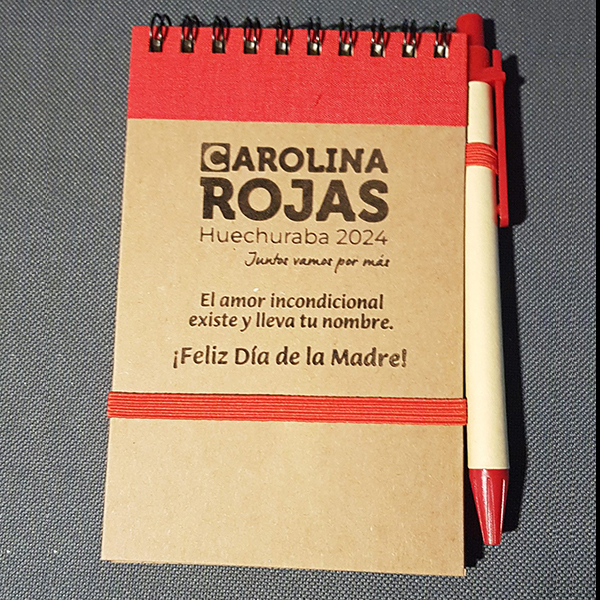 CAROLINA
ROJAS
Huechuraba 2024
Juntos vamos por más
El amor incondicional
existe y lleva tu nombre.
¡Feliz Día de la Madre!